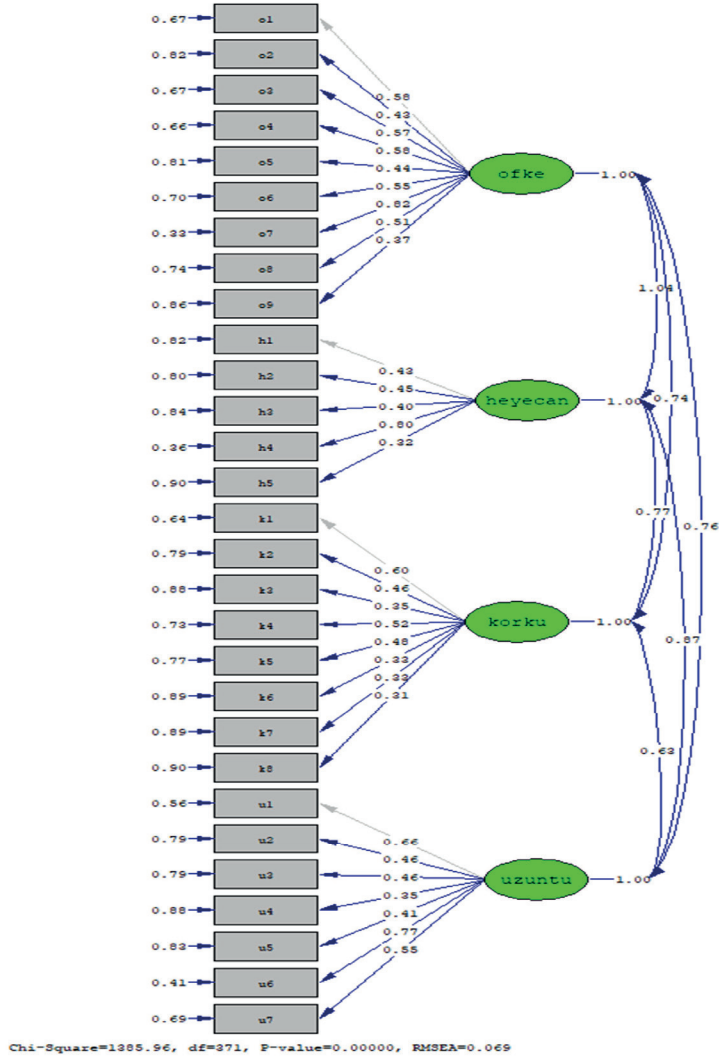 0.67 o1
0.82 o2
0.67 o3
0.66 o4
0.81 o5
0.70 o6
0.33 o7
0.74 o8
0.86 o9
0.82 h1
0.80 h2
0.84 h3
0.36 h4
0.90 h5
0.64 k1
0.79 k2
0.88 k3
0.73 k4
0.77 k5
0.89 k6
0.89 k7
0.90 k8
0.56 u1
0.79 u2
0.79 u3
0.88 u4
0.83 u5
0.41 u6
0.69 u7
0.58
0.43
0.57
0.58
0.44
0.55
0.82
0.51
0.37
0.43
0.45
0.40
0.80
0.32
0.60
0.46
0.35
0.52
0.48
0.33
0.33
0.31
0.66
0.46
0.46
0.35
0.41
0.77
0.55
ofke 1.00
heyecan 1.00
korku 1.00
uzuntu 1.00
1.04
0.74
0.77
0.76
0.87
0.63
Chi-Square=1385.96, df=371, P-value=0.00000, RMSEA=0.069